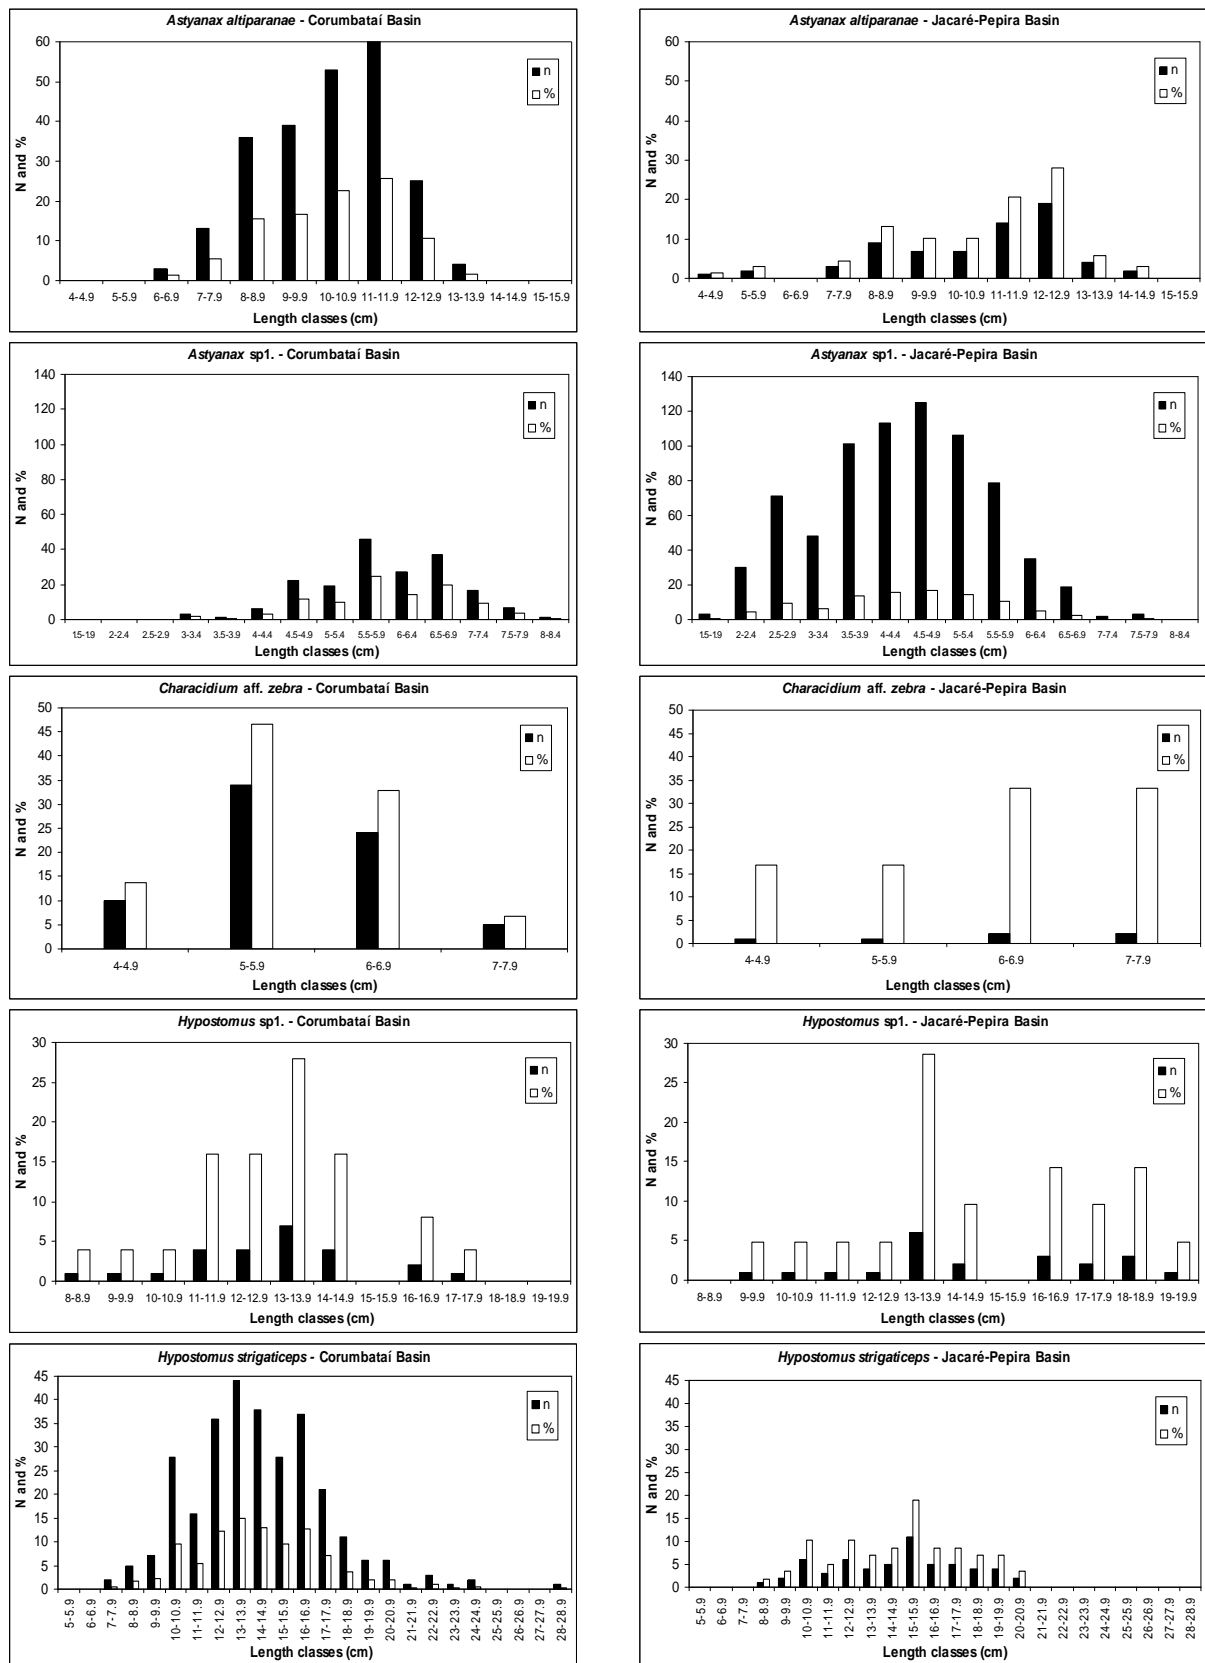 Astyanax altiparanae - Corumbataí Basin
60
50
40
30
20
10
0
N and %
n
%
4-4.9 5-5.9 6-6.9 7-7.9 8-8.9 9-9.9 10-10.9 11-11.9 12-12.9 13-13.9 14-14.9 15-15.9
Length classes (cm)
Astyanax altiparanae - Jacaré-Pepira Basin
60
50
40
30
20
10
0
N and %
n
%
4-4.9 5-5.9 6-6.9 7-7.9 8-8.9 9-9.9 10-10.9 11-11.9 12-12.9 13-13.9 14-14.9 15-15.9
Length classes (cm)
Astyanax sp1. - Corumbataí Basin
140
120
100
80
60
40
20
0
N and %
n
%
1.5-1.9 2-2.4 2.5-2.9 3-3.4 3.5-3.9 4-4.4 4.5-4.9 5-5.4 5.5-5.9 6-6.4 6.5-6.9 7-7.4 7.5-7.9 8-8.4
Length classes (cm)
Astyanax sp1. - Jacaré-Pepira Basin
140
120
100
80
60
40
20
0
N and %
n
%
1.5-1.9 2-2.4 2.5-2.9 3-3.4 3.5-3.9 4-4.4 4.5-4.9 5-5.4 5.5-5.9 6-6.4 6.5-6.9 7-7.4 7.5-7.9 8-8.4
Length classes (cm)
Characidium aff. zebra - Corumbataí Basin
50
45
40
35
30
25
20
15
10
5
0
N and %
n
%
4-4.9 5-5.9 6-6.9 7-7.9
Length classes (cm)
Characidium aff. zebra - Jacaré-Pepira Basin
50
45
40
35
30
25
20
15
10
5
0
N and %
n
%
4-4.9 5-5.9 6-6.9 7-7.9
Length classes (cm)
Hypostomus sp1. - Corumbataí Basin
30
25
20
15
10
5
0
N and %
n
%
8-8.9 9-9.9 10-10.9 11-11.9 12-12.9 13-13.9 14-14.9 15-15.9 16-16.9 17-17.9 18-18.9 19-19.9
Length classes (cm)
Hypostomus sp1. - Jacaré-Pepira Basin
30
25
20
15
10
5
0
N and %
n
%
8-8.9 9-9.9 10-10.9 11-11.9 12-12.9 13-13.9 14-14.9 15-15.9 16-16.9 17-17.9 18-18.9 19-19.9
Length classes (cm)
Hypostomus strigaticeps - Corumbataí Basin
45
40
35
30
25
20
15
10
5
0
N and %
n
%
5-5.9 6-6.9 7-7.9 8-8.9 9-9.9 10-10.9 11-11.9 12-12.9 13-13.9 14-14.9 15-15.9 16-16.9 17-17.9 18-18.9 19-19.9 20-20.9 21-21.9 22-22.9 23-23.9 24-24.9 25-25.9 26-26.9 27-27.9 28-28.9
Length classes (cm)
Hypostomus strigaticeps - Jacaré-Pepira Basin
45
40
35
30
25
20
15
10
5
0
N and %
n
%
5-5.9 6-6.9 7-7.9 8-8.9 9-9.9 10-10.9 11-11.9 12-12.9 13-13.9 14-14.9 15-15.9 16-16.9 17-17.9 18-18.9 19-19.9 20-20.9 21-21.9 22-22.9 23-23.9 24-24.9 25-25.9 26-26.9 27-27.9 28-28.9
Length classes (cm)